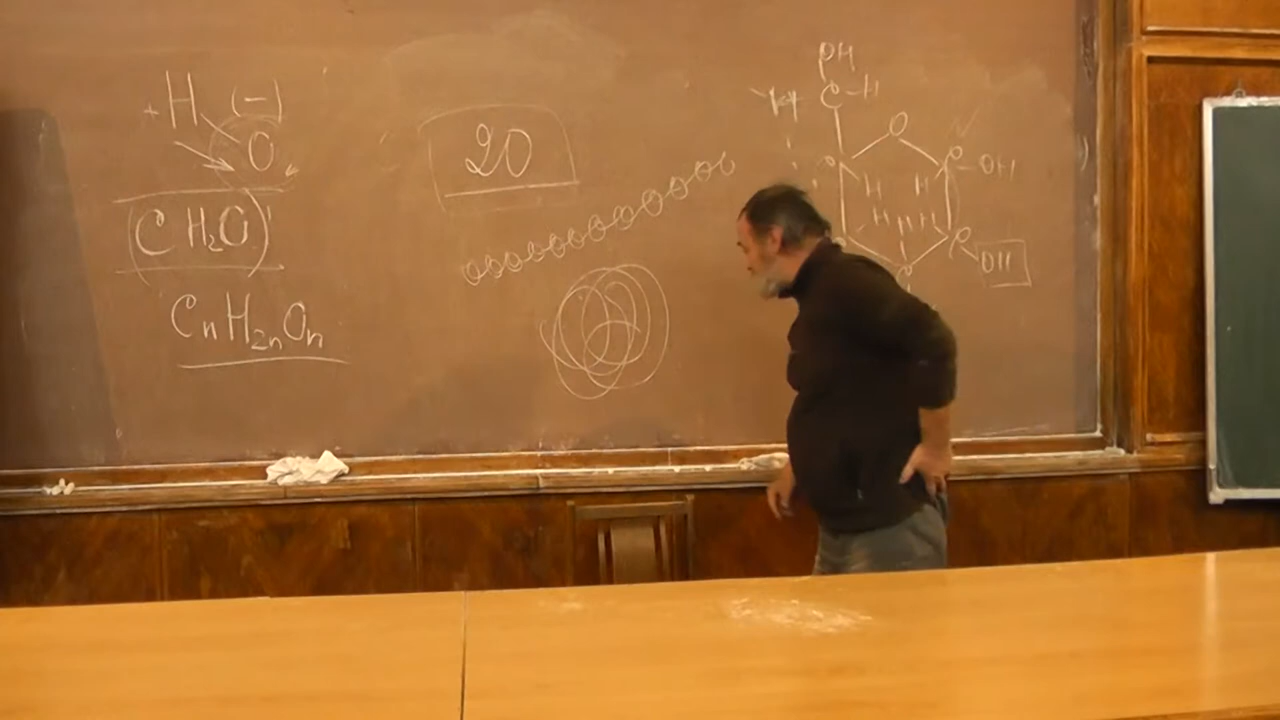 +H (-)
O
(CH₂O)
CₙH₂ₙOₙ
20
OH
C-H
O
OH
H H
H H H
OH